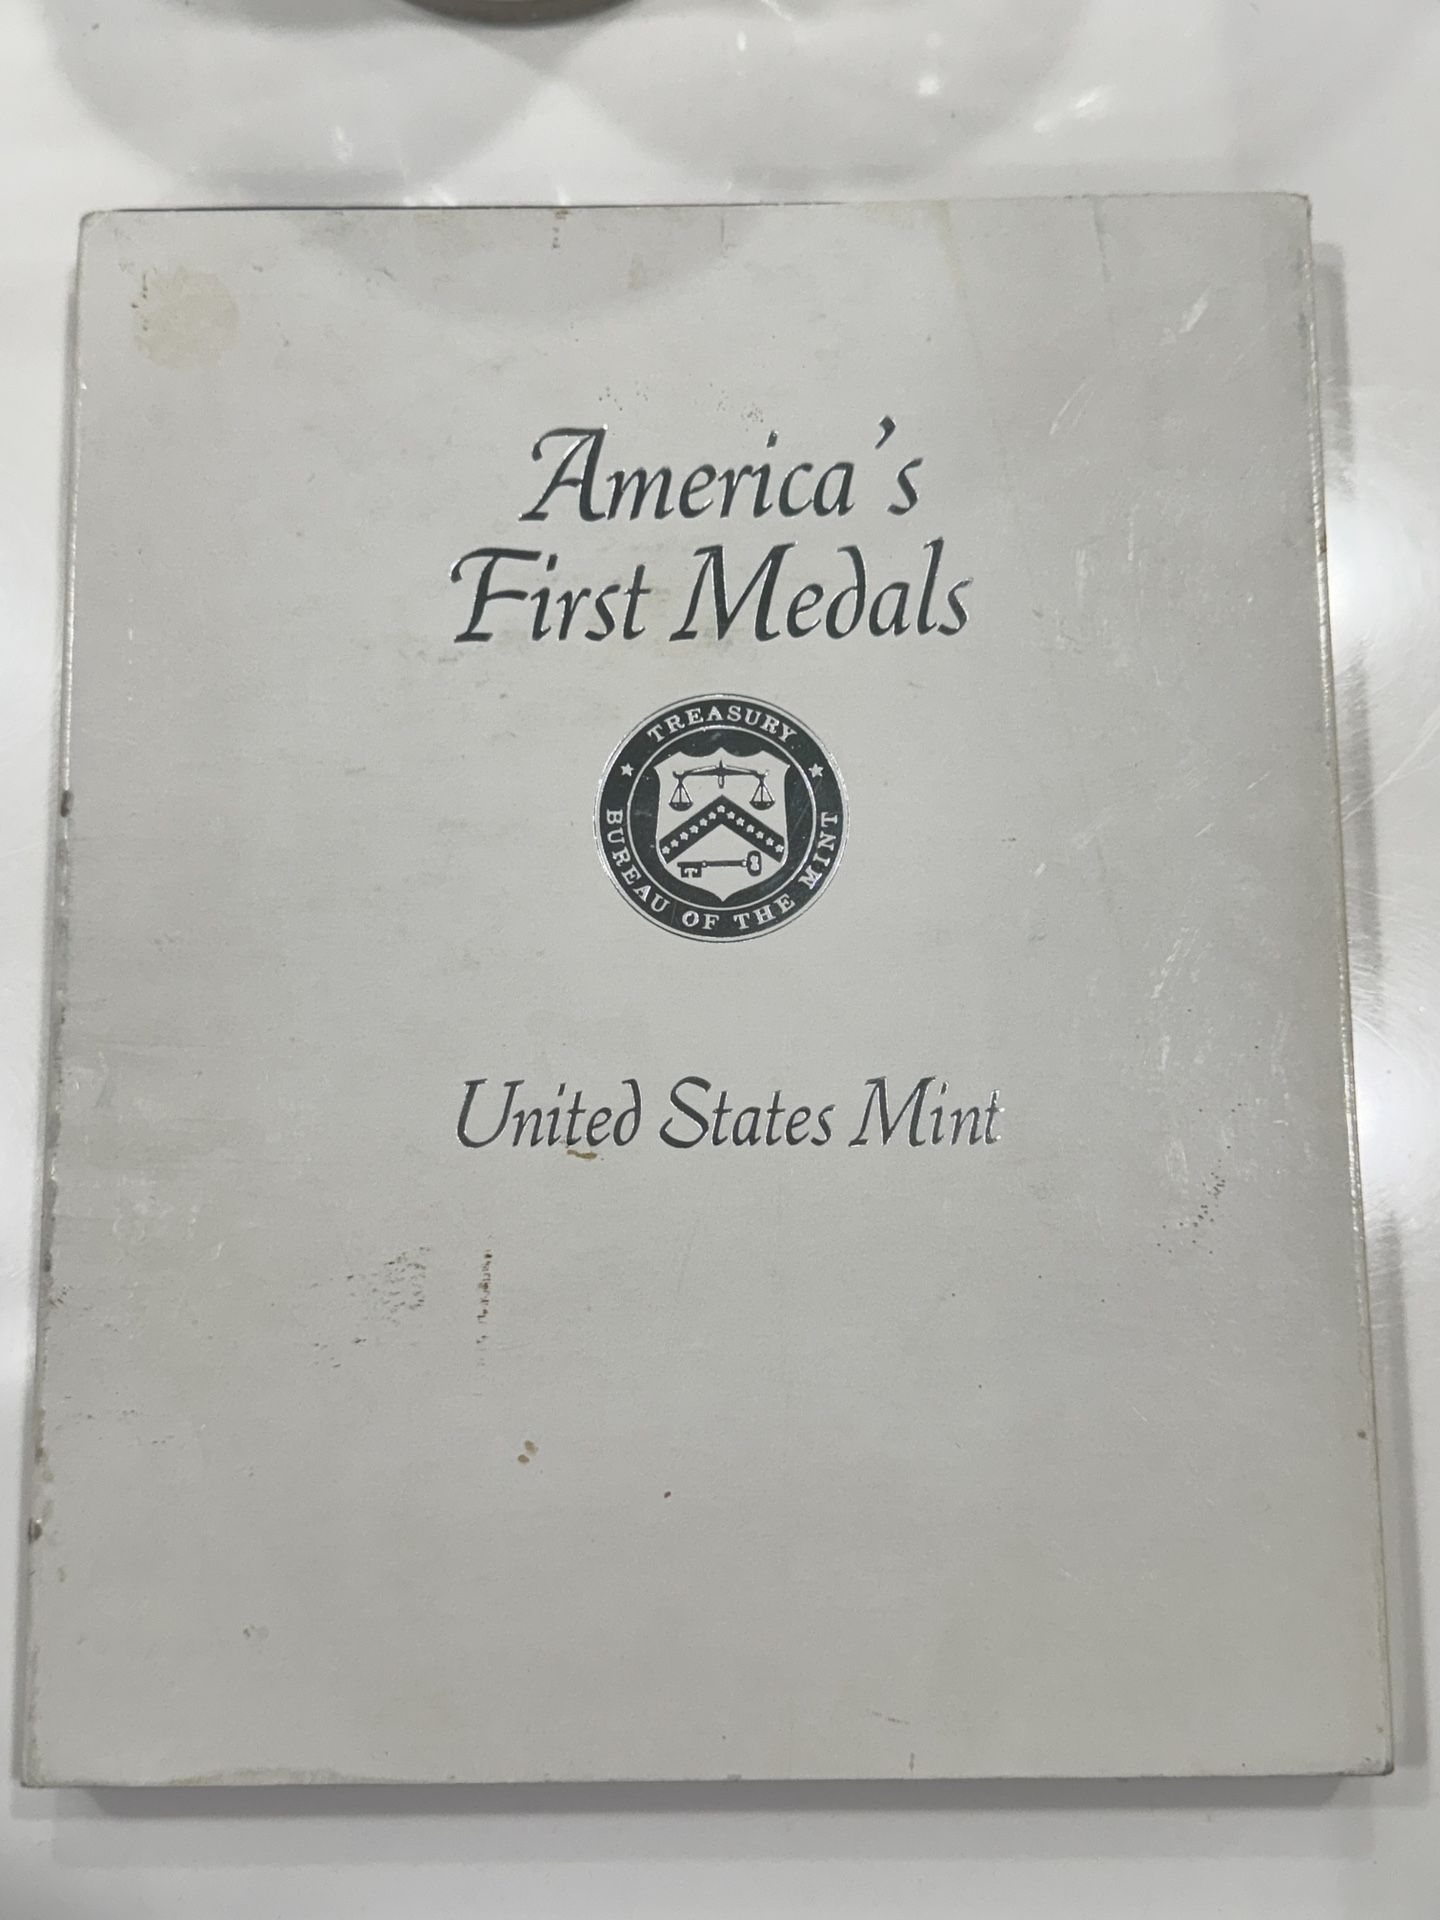 America's
First Medals
TREASURY
BUREAU OF THE MINT
United States Mint